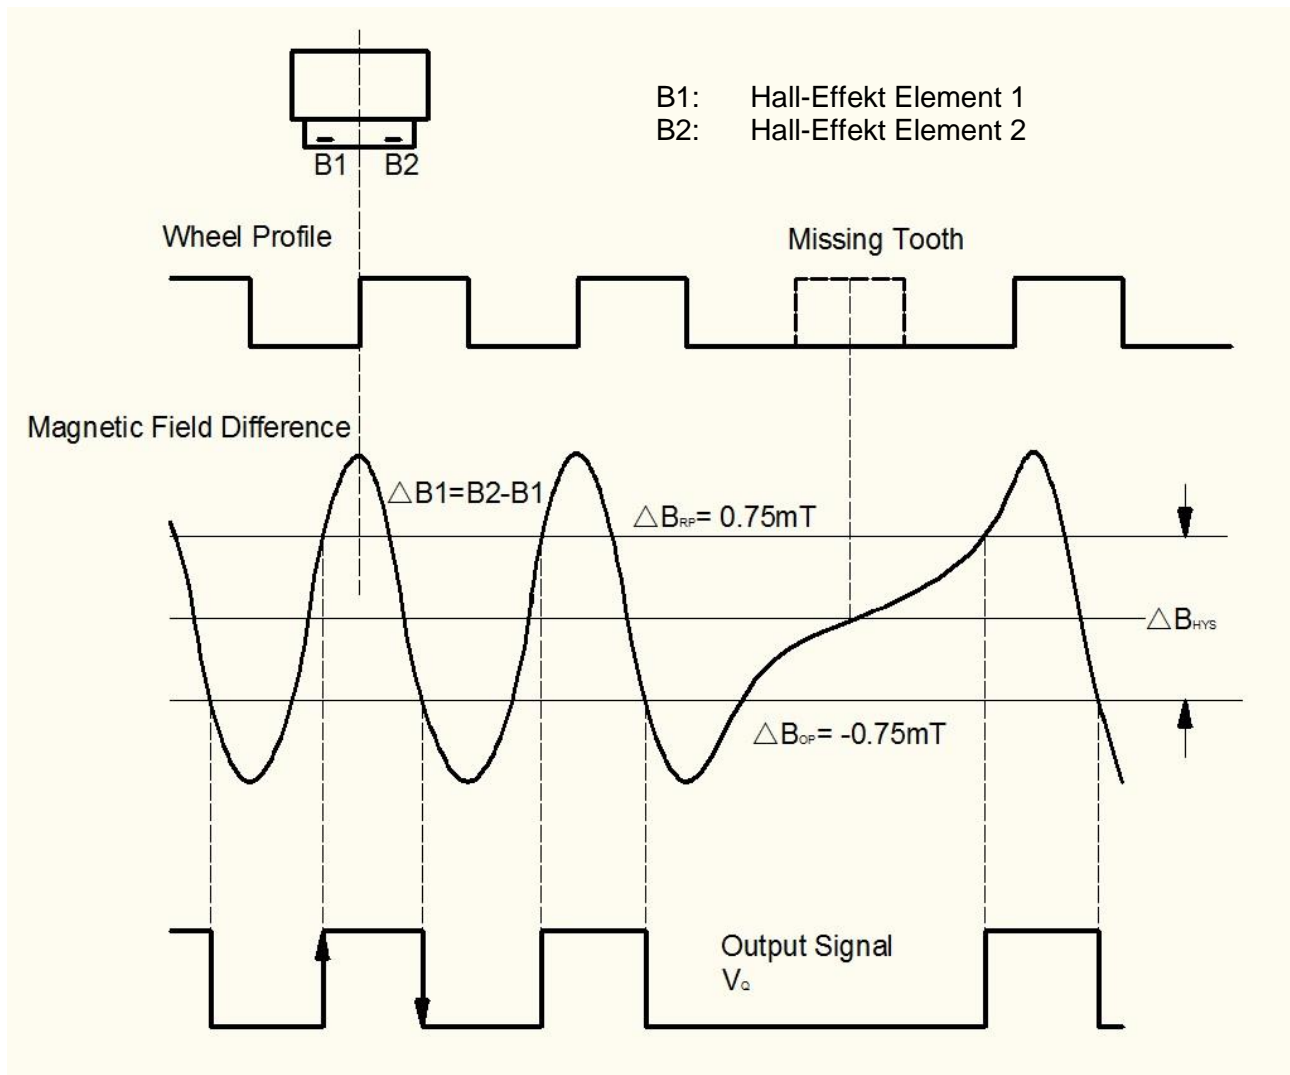 B1: Hall-Effekt Element 1
B2: Hall-Effekt Element 2
B1 B2
Wheel Profile
Missing Tooth
Magnetic Field Difference
△B1=B2-B1
△BRP= 0.75mT
△BHYS
△BOP= -0.75mT
Output Signal
VQ